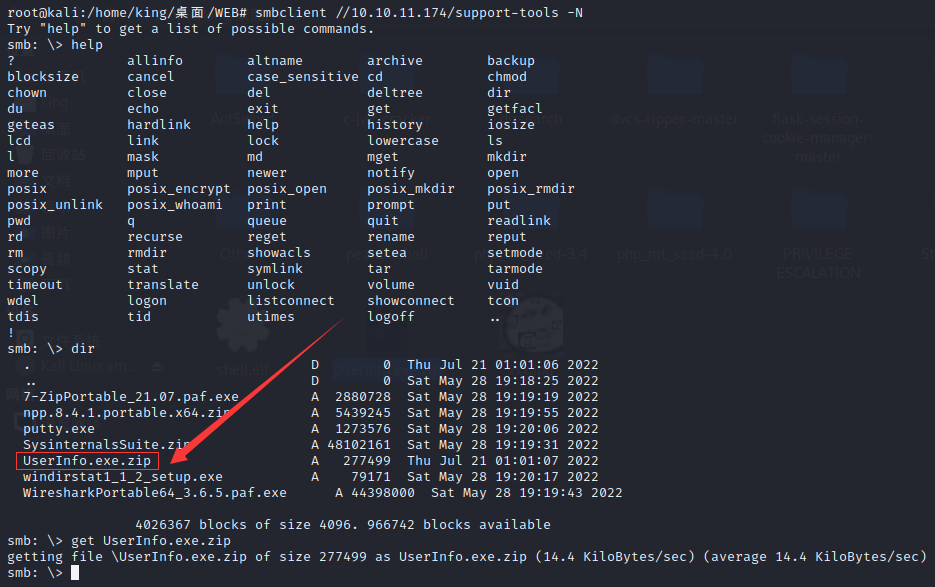 root@kali:/home/king/桌面/WEB# smbclient //10.10.11.174/support-tools -N
Try "help" to get a list of possible commands.
smb: \> help
?              allinfo        altname        archive        backup
blocksize      cancel         case_sensitive cd             chmod
chown          close          del            deltree        dir
du             echo           exit           get            getfacl
geteas         hardlink       help           history        iosize
lcd            link           lock           lowercase      ls
l              mask           md             mget           mkdir
more           mput           newer          notify         open
posix          posix_encrypt  posix_open     posix_mkdir    posix_rmdir
posix_unlink   posix_whoami   print          prompt         put
pwd            q              queue          quit           readlink
rd             recurse        reget          rename         reput
rm             rmdir          showacls       setea          setmode
scopy          stat           symlink        tar            tarmode
timeout        translate      unlock         volume         vuid
wdel           logon          listconnect    showconnect    tcon
tdis           tid            utimes         logoff         ..
!
smb: \> dir
  .                                   D        0  Thu Jul 21 01:01:06 2022
  ..                                  D        0  Sat May 28 19:18:25 2022
  7-ZipPortable_21.07.paf.exe         A  2880728  Sat May 28 19:19:19 2022
  npp.8.4.1.portable.x64.zip          A  5439245  Sat May 28 19:19:55 2022
  putty.exe                           A  1273576  Sat May 28 19:20:06 2022
  SysinternalsSuite.zip               A 48102161  Sat May 28 19:19:31 2022
  UserInfo.exe.zip                    A   277499  Thu Jul 21 01:01:07 2022
  windirstat1_1_2_setup.exe           A    79171  Sat May 28 19:20:17 2022
  WiresharkPortable64_3.6.5.paf.exe      A 44398000  Sat May 28 19:19:43 2022
                4026367 blocks of size 4096. 966742 blocks available
smb: \> get UserInfo.exe.zip
getting file \UserInfo.exe.zip of size 277499 as UserInfo.exe.zip (14.4 KiloBytes/sec) (average 14.4 KiloBytes/sec)
smb: \>